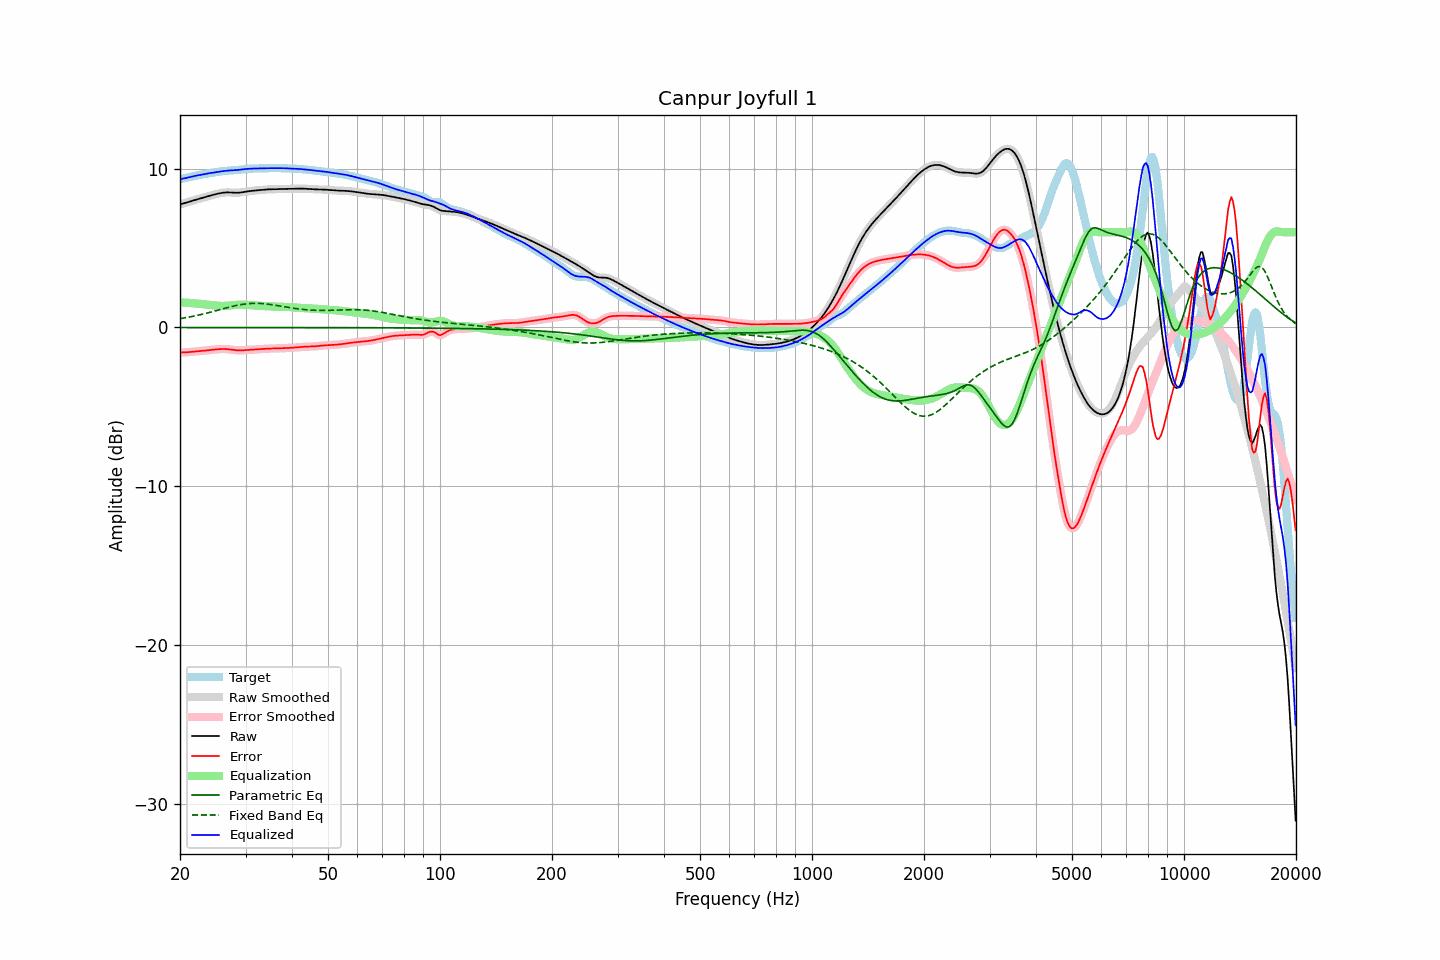 Canpur Joyfull 1
Amplitude (dBr)
10
0
−10
−20
−30
Target
Raw Smoothed
Error Smoothed
Raw
Error
Equalization
Parametric Eq
Fixed Band Eq
Equalized
20 50 100 200 500 1000 2000 5000 10000 20000
Frequency (Hz)